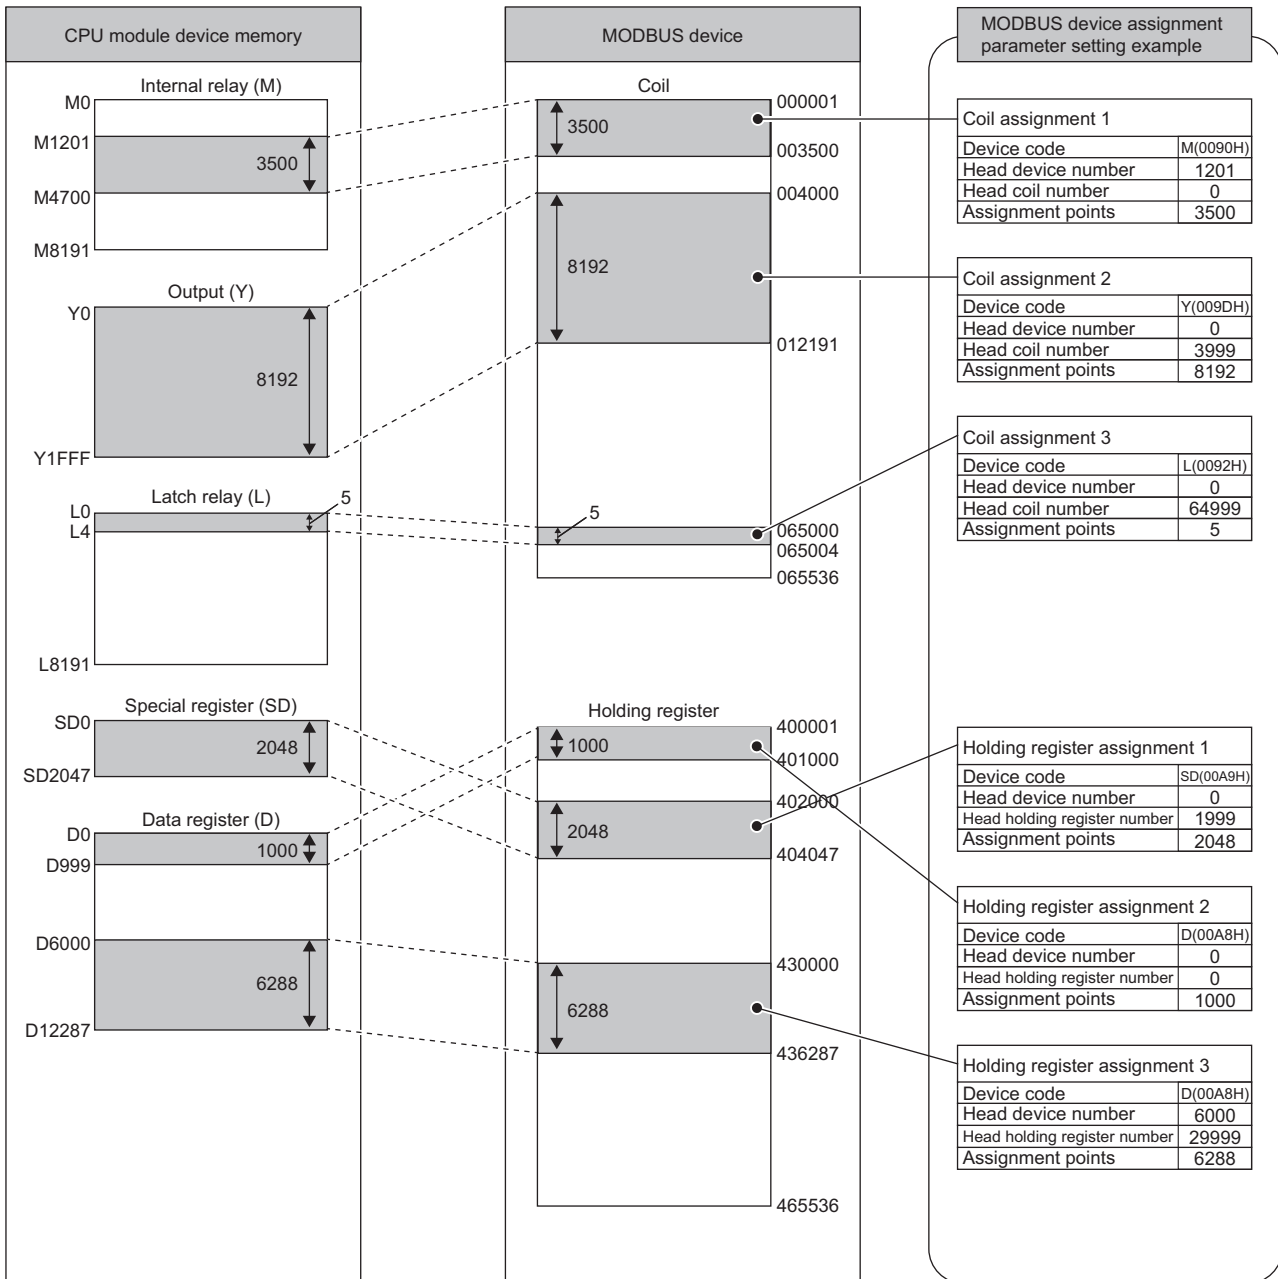 CPU module device memory
Internal relay (M)
M0
M1201
3500
M4700
M8191
Output (Y)
Y0
8192
Y1FFF
Latch relay (L)
L0
5
L4
L8191
Special register (SD)
SD0
2048
SD2047
Data register (D)
D0
1000
D999
D6000
6288
D12287
MODBUS device
Coil
000001
3500
003500
004000
8192
012191
5
065000
065004
065536
Holding register
400001
1000
401000
402000
2048
404047
430000
6288
436287
465536
MODBUS device assignment
parameter setting example
Coil assignment 1
Device code M(0090H)
Head device number 1201
Head coil number 0
Assignment points 3500
Coil assignment 2
Device code Y(009DH)
Head device number 0
Head coil number 3999
Assignment points 8192
Coil assignment 3
Device code L(0092H)
Head device number 0
Head coil number 64999
Assignment points 5
Holding register assignment 1
Device code SD(00A9H)
Head device number 0
Head holding register number 1999
Assignment points 2048
Holding register assignment 2
Device code D(00A8H)
Head device number 0
Head holding register number 0
Assignment points 1000
Holding register assignment 3
Device code D(00A8H)
Head device number 6000
Head holding register number 29999
Assignment points 6288